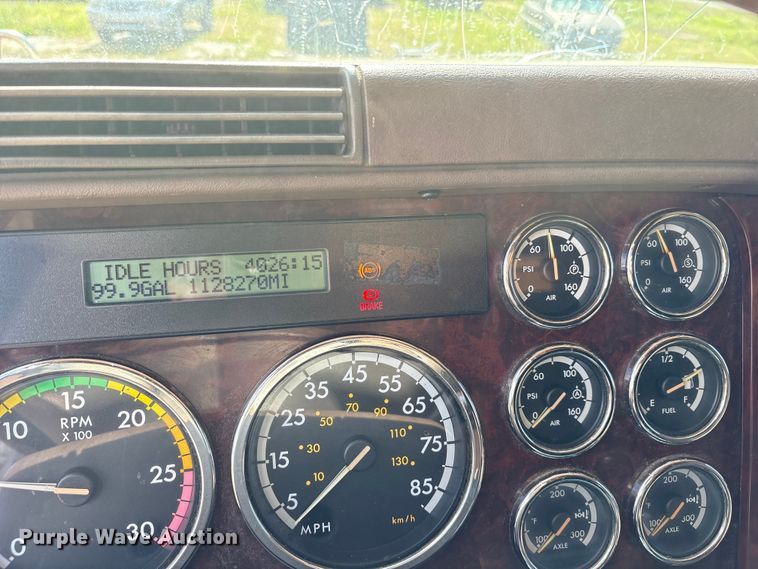 IDLE HOURS 4026:15
99.9GAL 1128270MI
ABS
BRAKE
60 100
PSI P
0 160
AIR
60 100
PSI S
0 160
AIR
60 100
PSI
0 160
AIR
1/2
E F
FUEL
200
°F
100 300
AXLE
200
°F
100 300
AXLE
15
10 20
RPM
X 100
25
30
0
45
35 55
25 65
15 75
5 85
70
50 90
30 110
10 130
MPH
km/h
Purple Wave Auction